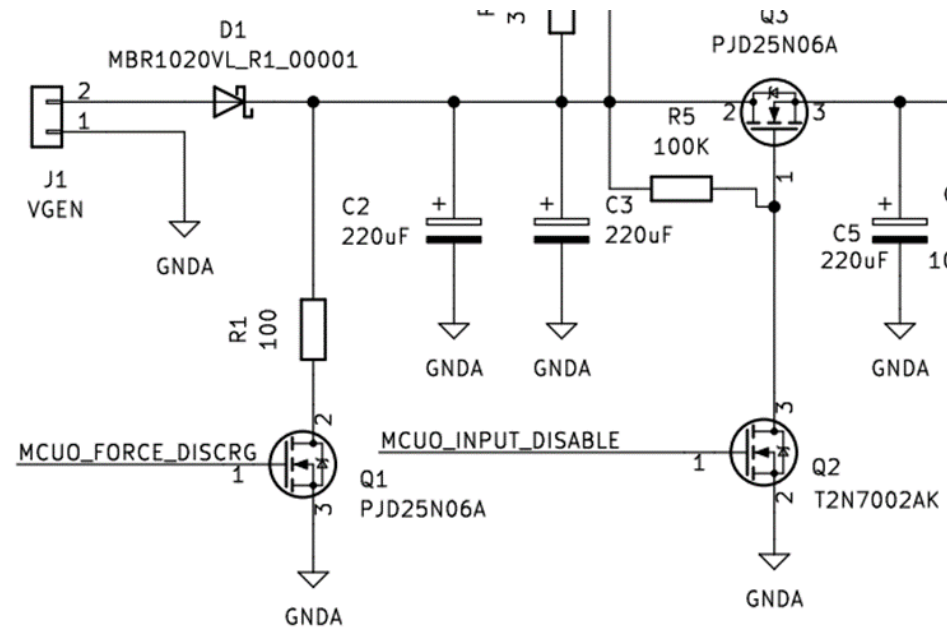 3
Q3
PJD25N06A
D1
MBR1020VL_R1_00001
2
1
J1
VGEN
GNDA
R5
100K
2
3
1
C2
220uF
+
+
C3
220uF
+
C5
220uF
10
R1
100
GNDA
GNDA
GNDA
MCUO_FORCE_DISCRG
1
2
3
Q1
PJD25N06A
MCUO_INPUT_DISABLE
1
3
2
Q2
T2N7002AK
GNDA
GNDA